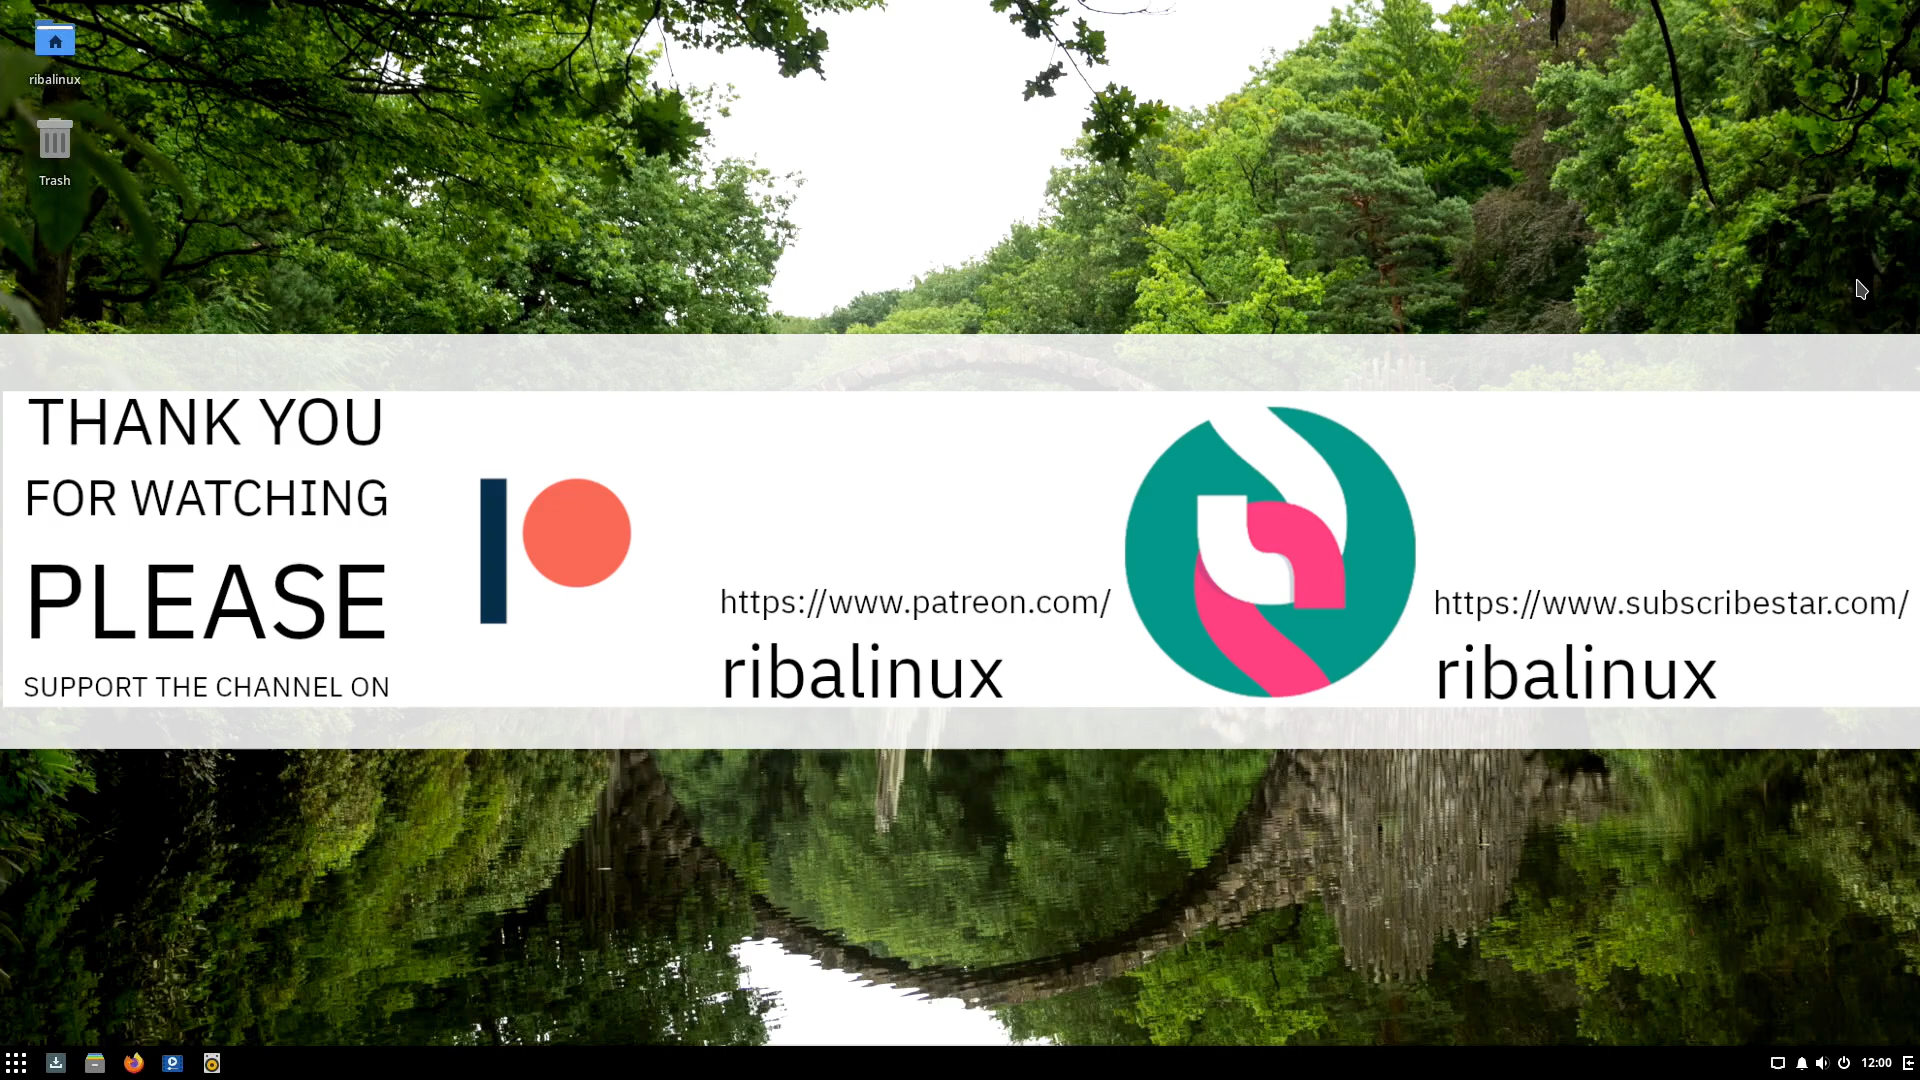 ribalinux
Trash
THANK YOU
FOR WATCHING
PLEASE
SUPPORT THE CHANNEL ON
https://www.patreon.com/
ribalinux
https://www.subscribestar.com/
ribalinux
12:00